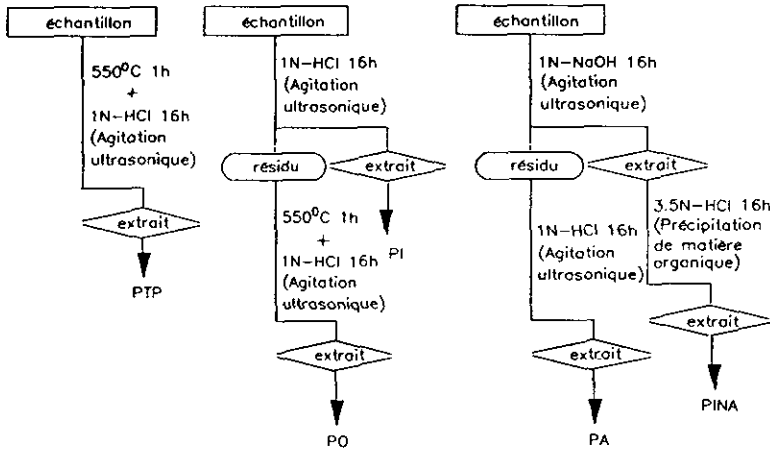 échantillon
550°C 1h
+
1N-HCl 16h
(Agitation
ultrasonique)
extrait
PTP
échantillon
1N-HCl 16h
(Agitation
ultrasonique)
résidu
extrait
PI
550°C 1h
+
1N-HCl 16h
(Agitation
ultrasonique)
extrait
PO
échantillon
1N-NaOH 16h
(Agitation
ultrasonique)
résidu
extrait
1N-HCl 16h
(Agitation
ultrasonique)
extrait
PA
3.5N-HCl 16h
(Précipitation
de matière
organique)
extrait
PINA